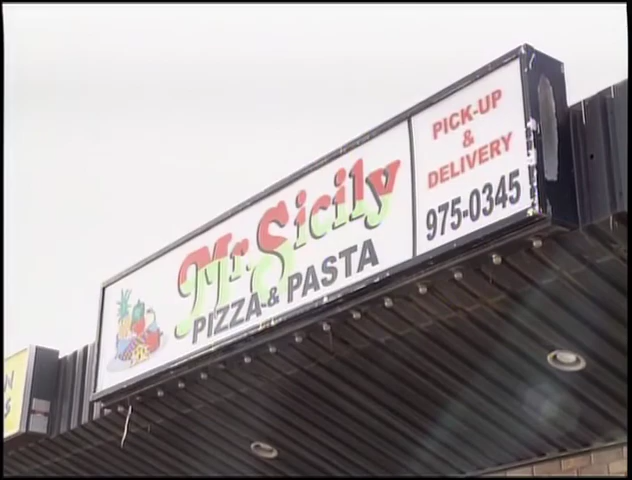 Mr. Sicily
PIZZA & PASTA
PICK-UP
&
DELIVERY
975-0345